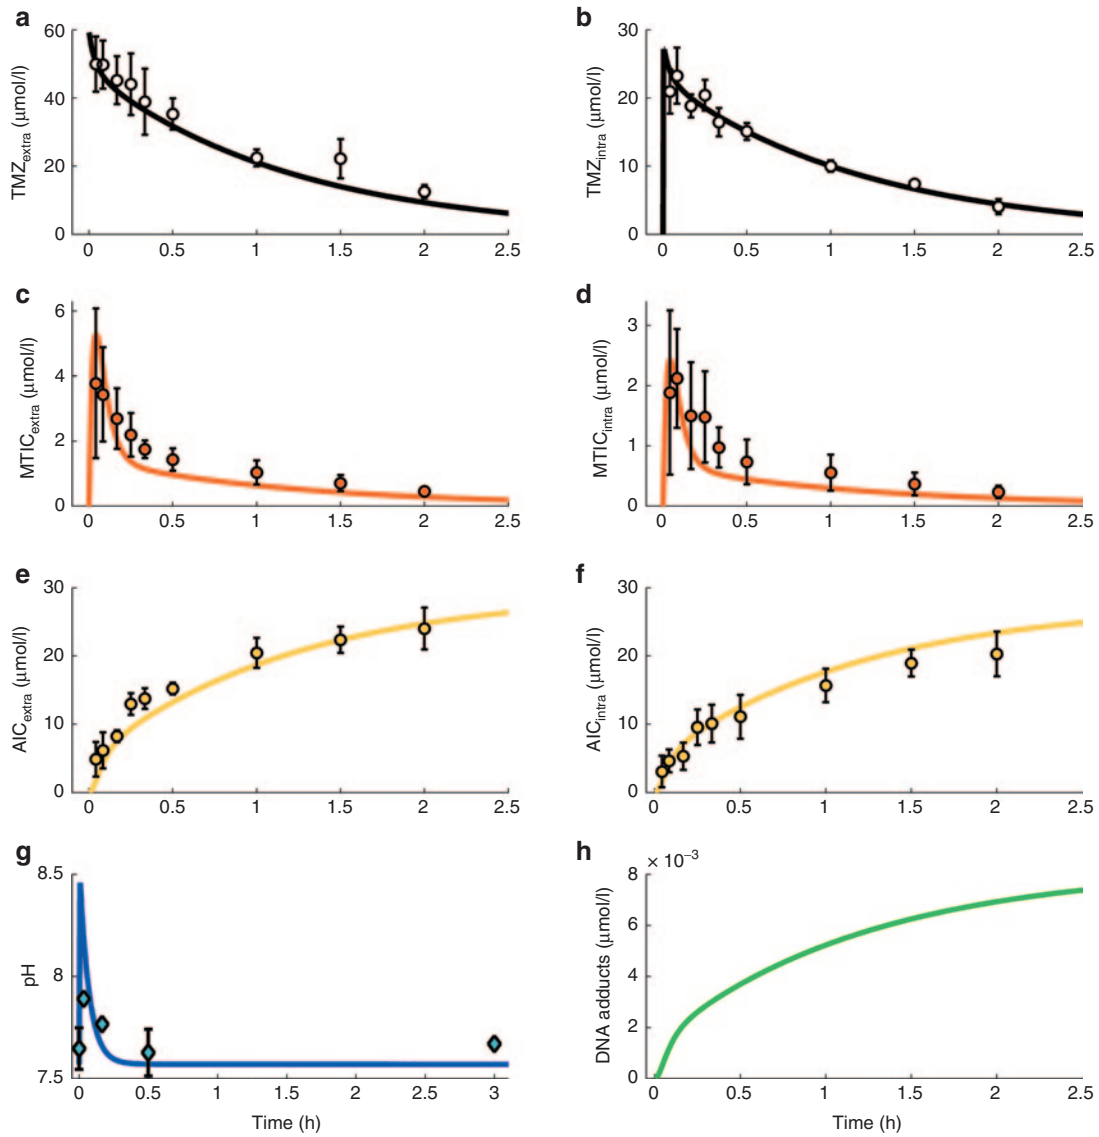 a
60
40
20
0
TMZextra (μmol/l)
0 0.5 1 1.5 2 2.5
b
30
20
10
0
TMZintra (μmol/l)
0 0.5 1 1.5 2 2.5
c
6
4
2
0
MTICextra (μmol/l)
0 0.5 1 1.5 2 2.5
d
3
2
1
0
MTICintra (μmol/l)
0 0.5 1 1.5 2 2.5
e
30
20
10
0
AICextra (μmol/l)
0 0.5 1 1.5 2 2.5
f
30
20
10
0
AICintra (μmol/l)
0 0.5 1 1.5 2 2.5
g
8.5
8
7.5
pH
0 0.5 1 1.5 2 2.5 3
Time (h)
h
× 10⁻³
8
6
4
2
0
DNA adducts (μmol/l)
0 0.5 1 1.5 2 2.5
Time (h)